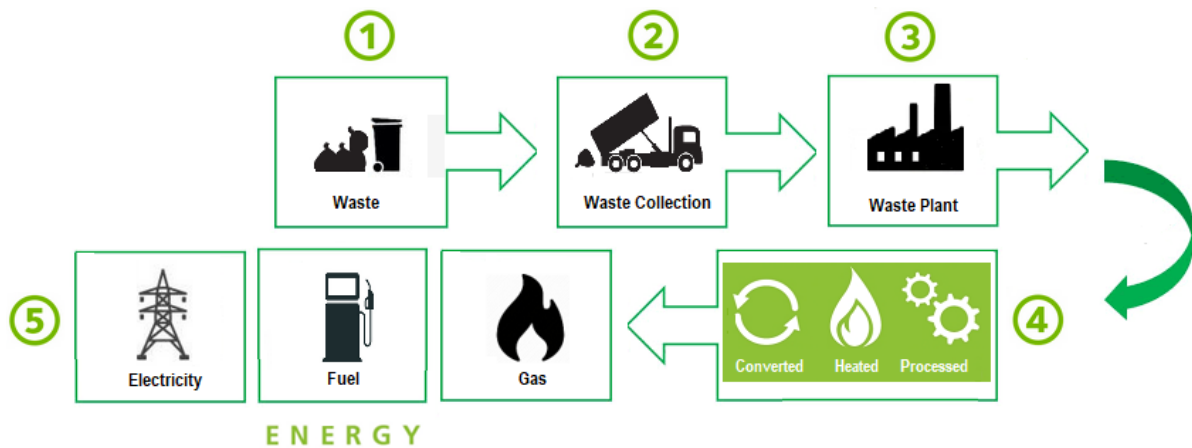 1
2
3
Waste
Waste Collection
Waste Plant
Electricity
Fuel
Gas
Converted
Heated
Processed
4
5
ENERGY